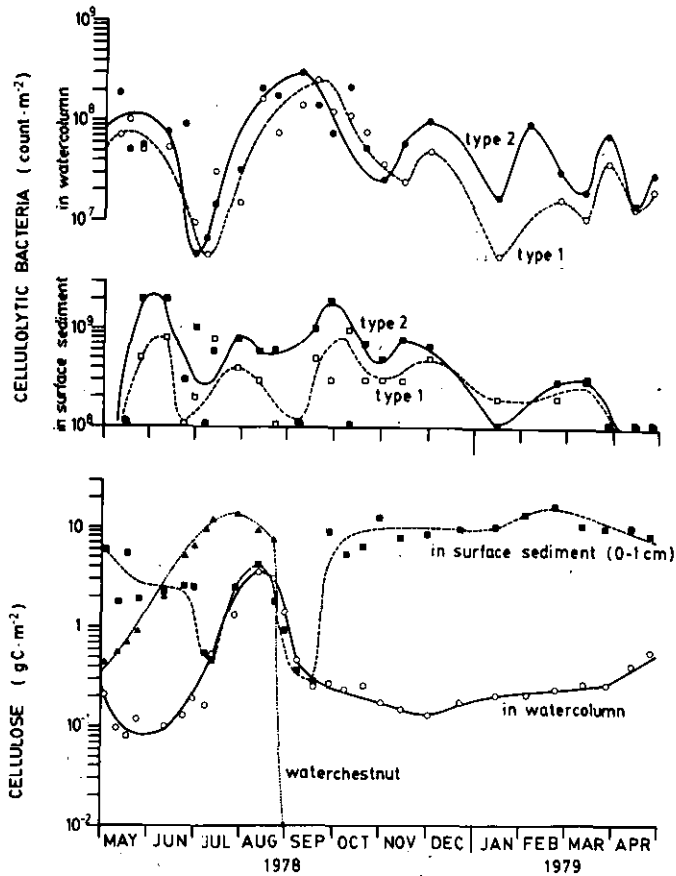 CELLULOLYTIC BACTERIA ( count·m⁻²)
in watercolumn
10⁹
10⁸
10⁷
type 2
type 1
in surface sediment
10⁹
10⁸
type 2
type 1
CELLULOSE ( gC·m⁻²)
10
1
10⁻¹
10⁻²
in surface sediment (0-1cm)
in watercolumn
waterchestnut
MAY JUN JUL AUG SEP OCT NOV DEC JAN FEB MAR APR
1978 1979